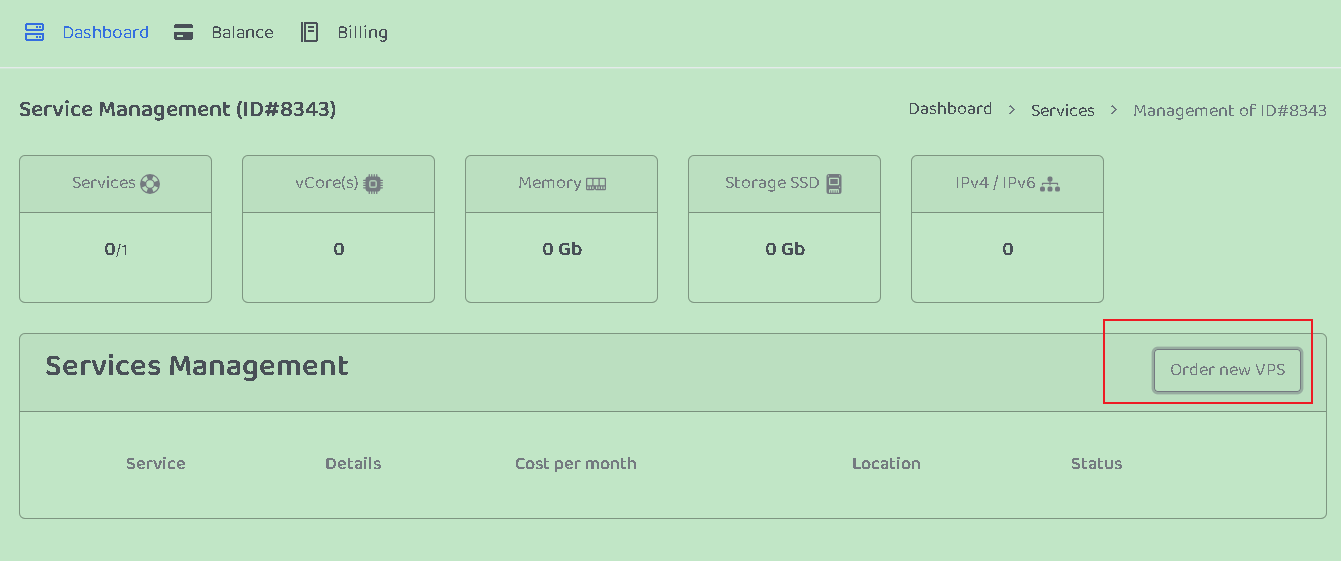 Dashboard Balance Billing
Service Management (ID#8343) Dashboard > Services > Management of ID#8343
Services vCore(s) Memory Storage SSD IPv4 / IPv6
0/1 0 0 Gb 0 Gb 0
Services Management Order new VPS
Service Details Cost per month Location Status